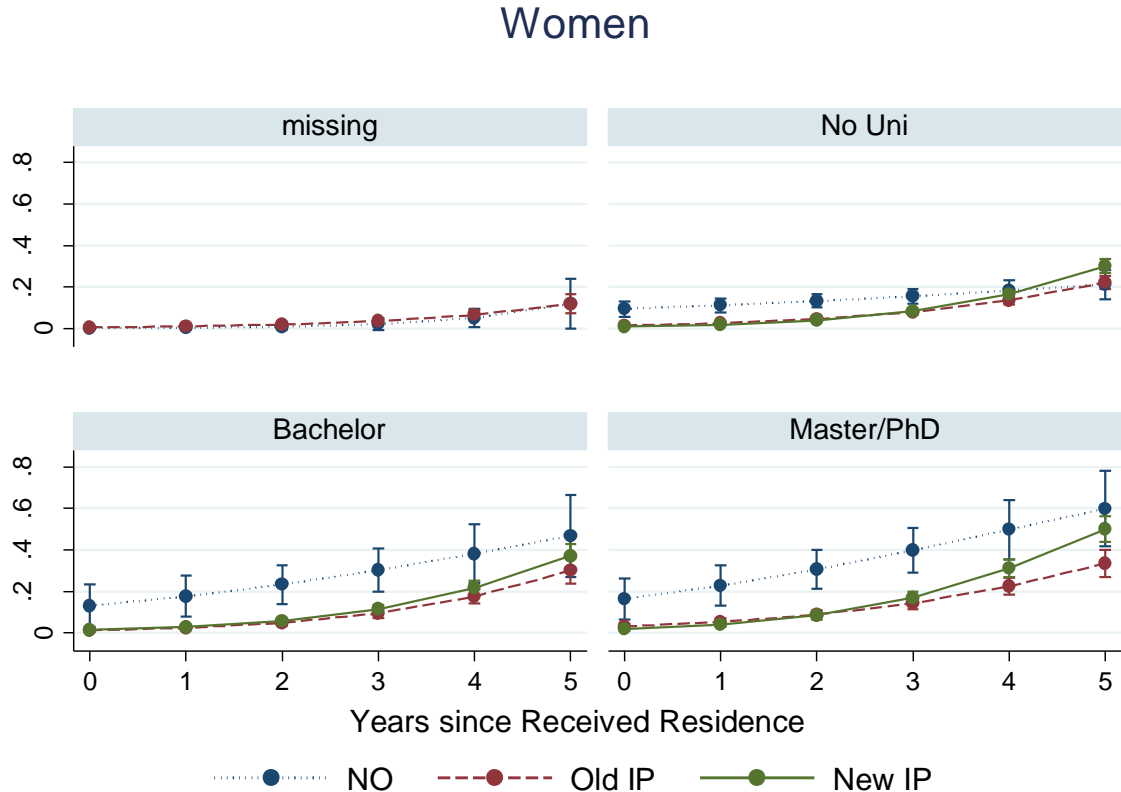 Women
missing
No Uni
.8
.6
.4
.2
0
Bachelor
Master/PhD
.8
.6
.4
.2
0
0 1 2 3 4 5
0 1 2 3 4 5
Years since Received Residence
NO
Old IP
New IP